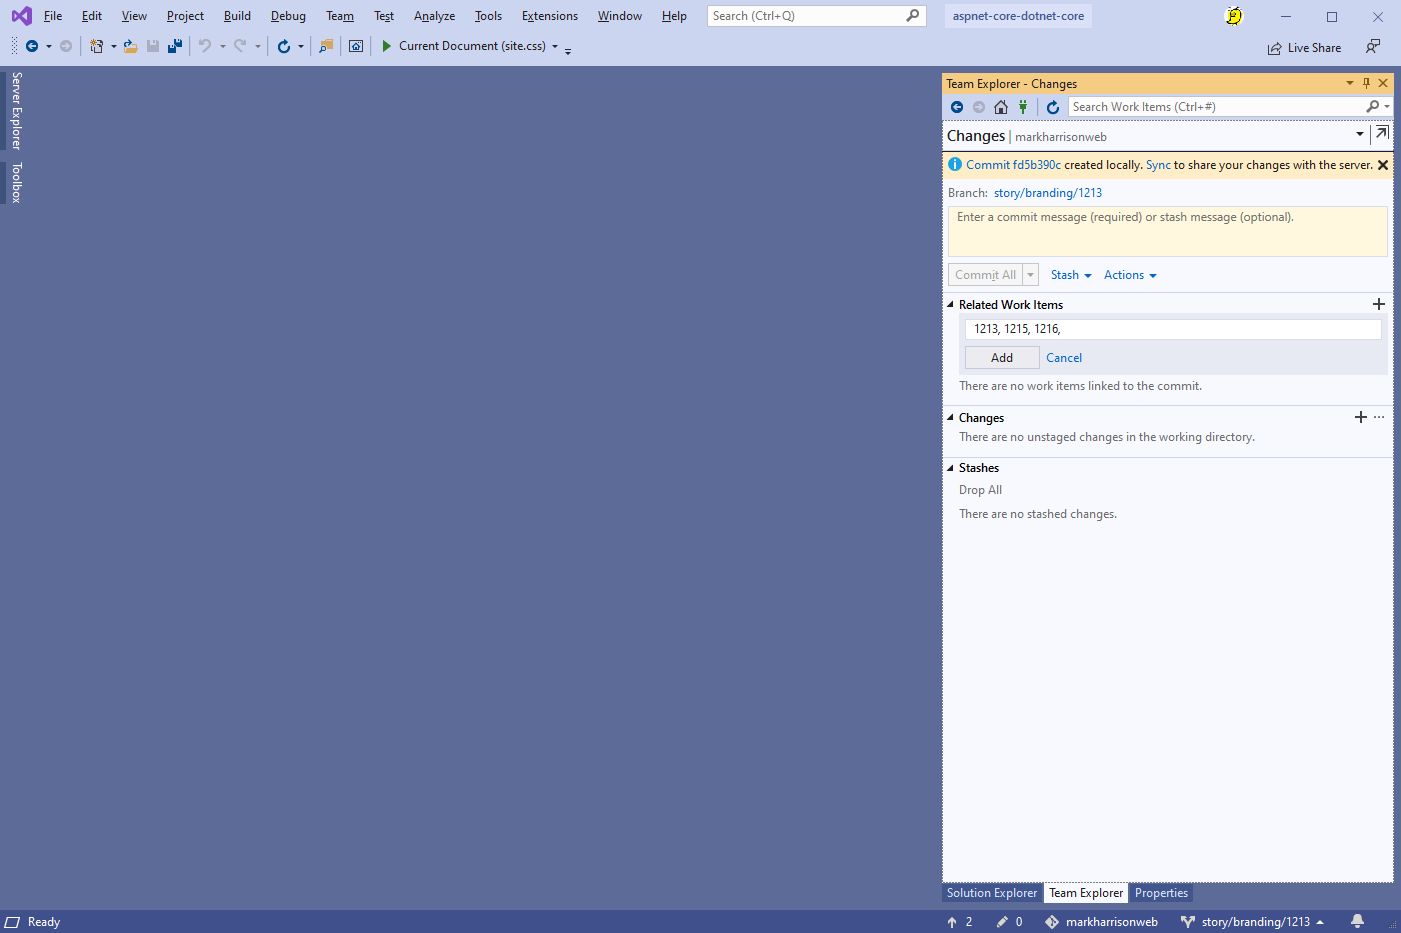 File Edit View Project Build Debug Team Test Analyze Tools Extensions Window Help Search (Ctrl+Q) aspnet-core-dotnet-core
Current Document (site.css) Live Share
Server Explorer
Toolbox
Team Explorer - Changes
Search Work Items (Ctrl+#)
Changes | markharrisonweb
Commit fd5b390c created locally. Sync to share your changes with the server.
Branch: story/branding/1213
Enter a commit message (required) or stash message (optional).
Commit All Stash Actions
Related Work Items
1213, 1215, 1216,
Add Cancel
There are no work items linked to the commit.
Changes
There are no unstaged changes in the working directory.
Stashes
Drop All
There are no stashed changes.
Solution Explorer Team Explorer Properties
Ready 2 0 markharrisonweb story/branding/1213